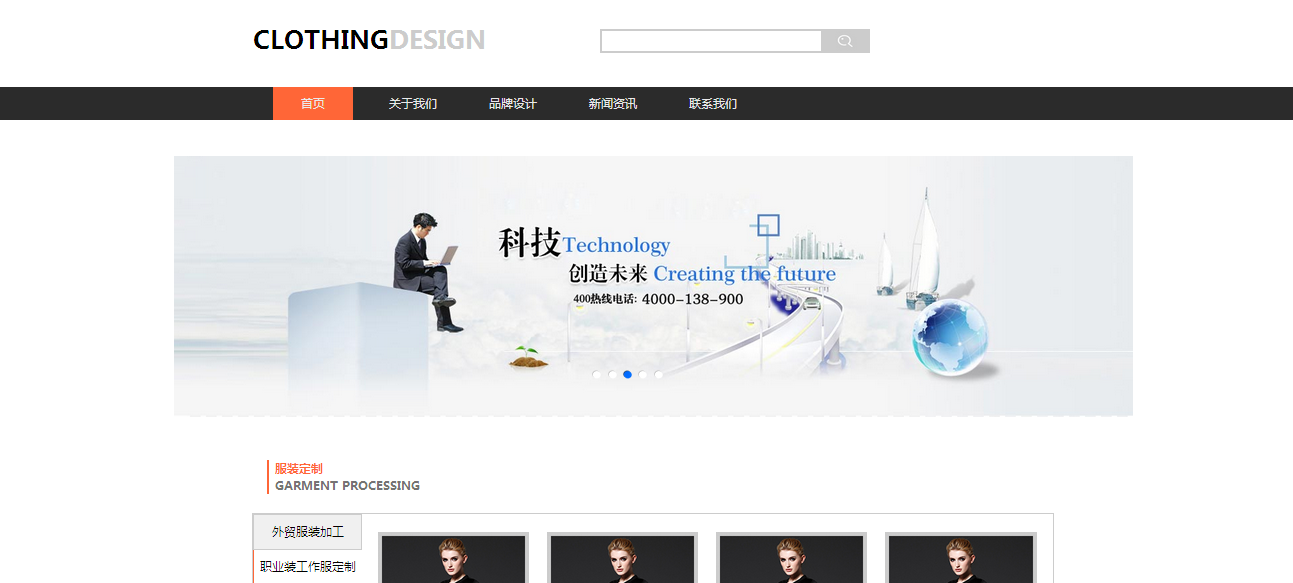 CLOTHINGDESIGN
首页 关于我们 品牌设计 新闻资讯 联系我们
科技Technology
创造未来 Creating the future
400热线电话: 4000-138-900
服装定制
GARMENT PROCESSING
外贸服装加工
职业装工作服定制